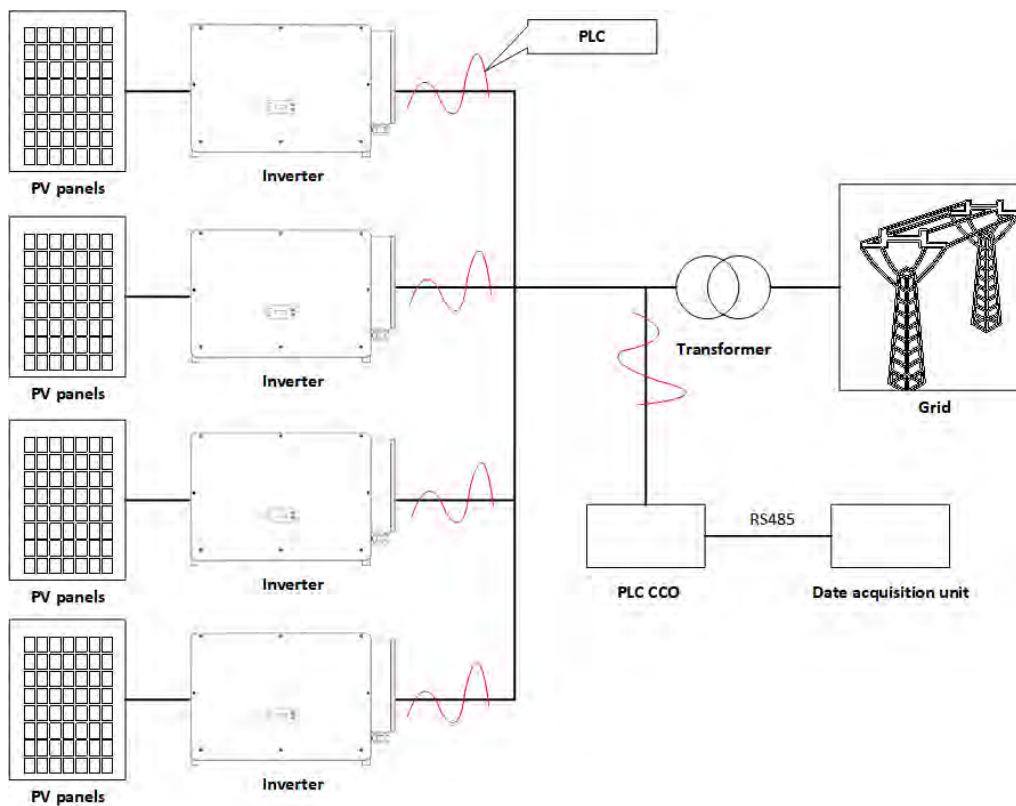 PLC
PV panels
Inverter
PV panels
Inverter
Transformer
Grid
PV panels
Inverter
RS485
PLC CCO
Date acquisition unit
PV panels
Inverter